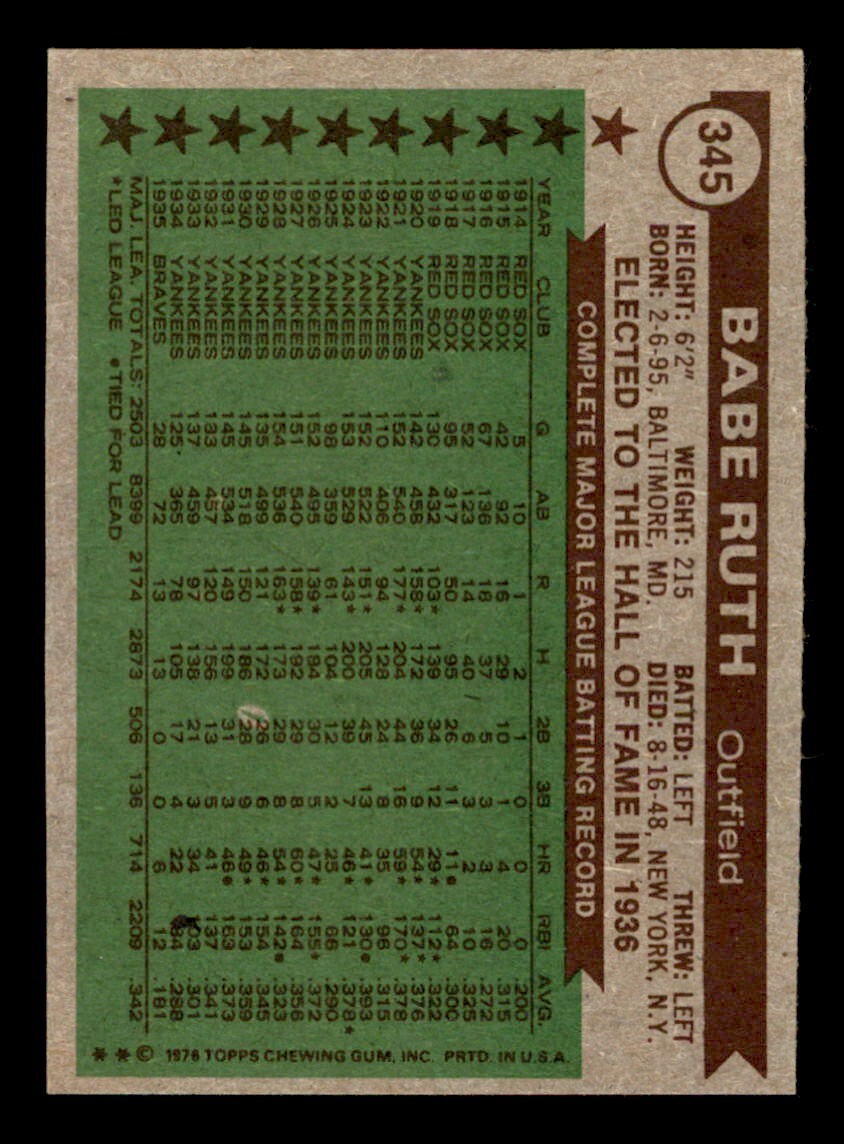 345 BABE RUTH Outfield
HEIGHT: 6'2" WEIGHT: 215 BATTED: LEFT THREW: LEFT
BORN: 2-6-95, BALTIMORE, MD. DIED: 8-16-48, NEW YORK, N.Y.
ELECTED TO THE HALL OF FAME IN 1936
COMPLETE MAJOR LEAGUE BATTING RECORD
YEAR CLUB G AB R H 2B 3B HR RBI AVG.
1914 RED SOX 5 10 1 2 1 0 0 0 .200
1915 RED SOX 42 92 16 29 10 1 4 20 .315
1916 RED SOX 67 136 18 37 5 3 3 16 .272
1917 RED SOX 52 123 14 40 6 3 2 10 .325
1918 RED SOX 95 317 50 95 26 11 11• 64 .300
1919 RED SOX 130 432 103* 139 34 12 29* 112* .322
1920 YANKEES 142 458 158* 172 36 9 54* 137* .376
1921 YANKEES 152 540 177* 204 44 16 59* 170* .378
1922 YANKEES 110 406 94 128 24 8 35 96 .315
1923 YANKEES 152 522 151* 205 45 13 41* 130• .393
1924 YANKEES 153 529 143* 200 39 7 46* 121 .378*
1925 YANKEES 98 359 61 104 12 2 25 66 .290
1926 YANKEES 152 495 139* 184 30 5 47* 155* .372
1927 YANKEES 151 540 158* 192 29 8 60* 164 .356
1928 YANKEES 154 536 163* 173 29 8 54* 142• .323
1929 YANKEES 135 499 121 172 26 6 46* 154 .345
1930 YANKEES 145 518 150 186 28 9 49* 153 .359
1931 YANKEES 145 534 149 199 31 3 46• 163 .373
1932 YANKEES 133 457 120 156 13 5 41 137 .341
1933 YANKEES 137 459 97 138 21 3 34 103 .301
1934 YANKEES 125 365 78 105 17 4 22 84 .288
1935 BRAVES 28 72 13 13 0 0 6 12 .181
MAJ. LEA. TOTALS: 2503 8399 2174 2873 506 136 714 2209 .342
*LED LEAGUE •TIED FOR LEAD
* * © 1976 TOPPS CHEWING GUM, INC. PRTD. IN U.S.A.